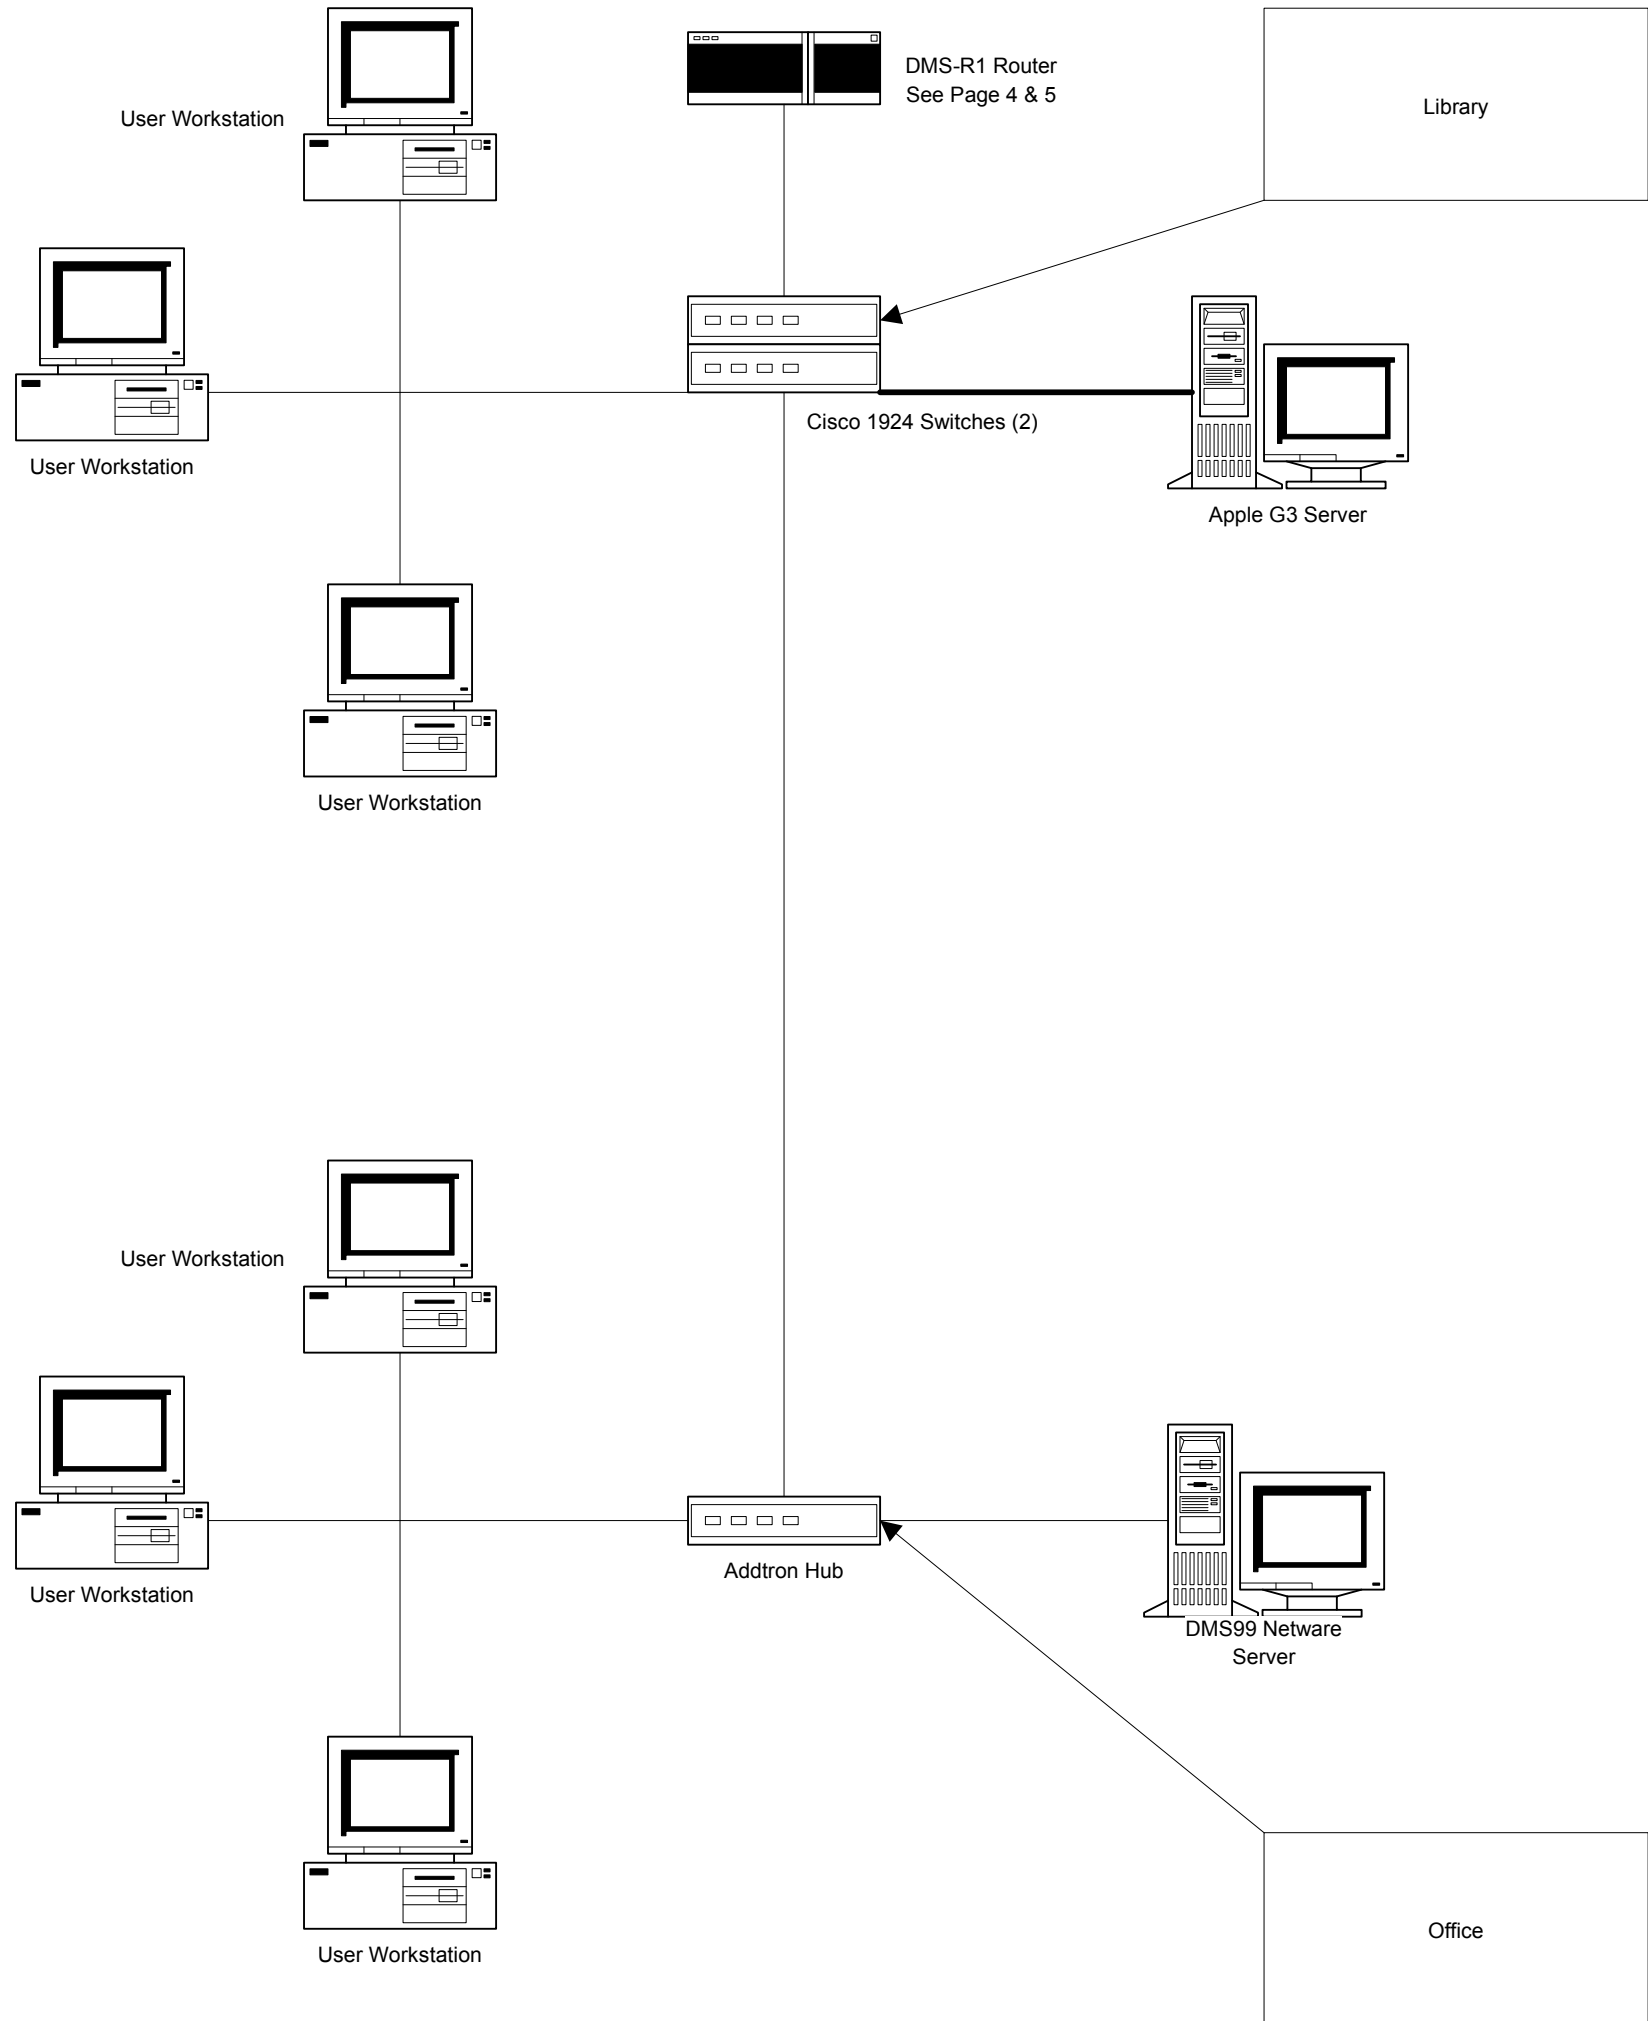 DMS-R1 Router
See Page 4 & 5
Library
User Workstation
Cisco 1924 Switches (2)
User Workstation
Apple G3 Server
User Workstation
User Workstation
Addtron Hub
User Workstation
DMS99 Netware
Server
Office
User Workstation